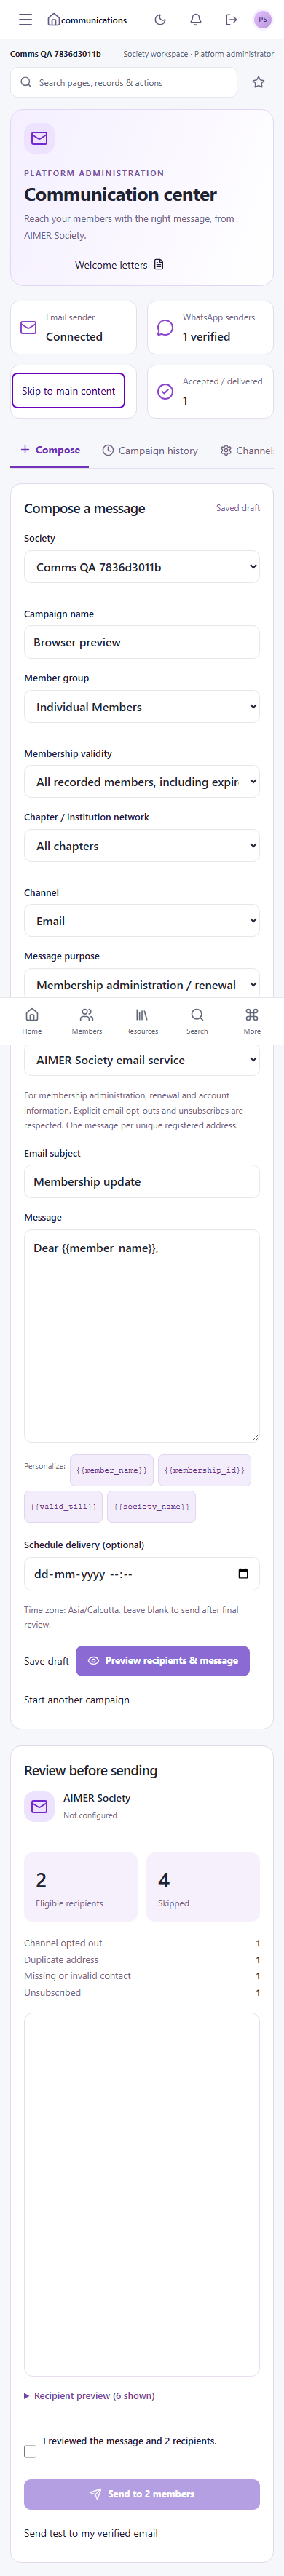 communications
PS
Comms QA 7836d3011b
Society workspace · Platform administrator
Search pages, records & actions
PLATFORM ADMINISTRATION
Communication center
Reach your members with the right message, from
AIMER Society.
Welcome letters
Email sender
Connected
WhatsApp senders
1 verified
Skip to main content
Accepted / delivered
1
Compose
Campaign history
Channel
Compose a message
Saved draft
Society
Comms QA 7836d3011b
Campaign name
Browser preview
Member group
Individual Members
Membership validity
All recorded members, including expir
Chapter / institution network
All chapters
Channel
Email
Message purpose
Membership administration / renewal
Home
Members
Resources
Search
More
AIMER Society email service
For membership administration, renewal and account
information. Explicit email opt-outs and unsubscribes are
respected. One message per unique registered address.
Email subject
Membership update
Message
Dear {{member_name}},
Personalize:
{{member_name}}
{{membership_id}}
{{valid_till}}
{{society_name}}
Schedule delivery (optional)
dd-mm-yyyy --:--
Time zone: Asia/Calcutta. Leave blank to send after final
review.
Save draft
Preview recipients & message
Start another campaign
Review before sending
AIMER Society
Not configured
2
Eligible recipients
4
Skipped
Channel opted out 1
Duplicate address 1
Missing or invalid contact 1
Unsubscribed 1
Recipient preview (6 shown)
I reviewed the message and 2 recipients.
Send to 2 members
Send test to my verified email